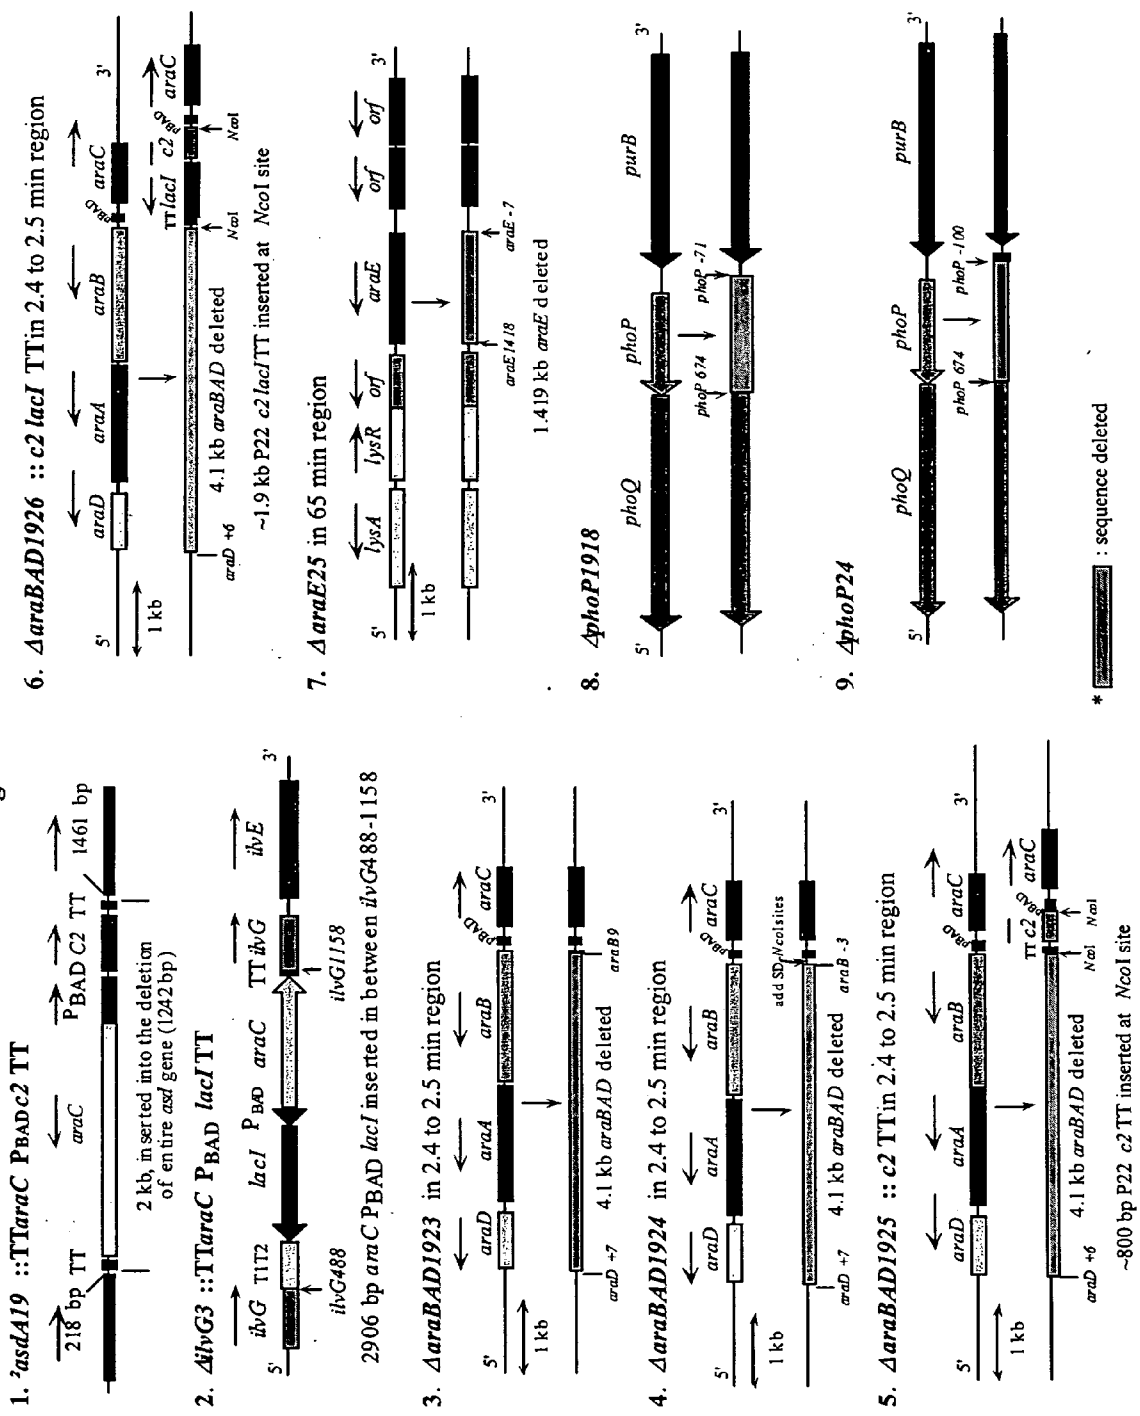 1. ²asdA19 ::TTaraC PBADc2 TT
218 bp TT araC PBAD C2 TT 1461 bp
2 kb, inserted into the deletion
of entire asd gene (1242 bp)
2. ΔilvG3 ::TTaraC PBAD lacITT
5' ilvG T1T2 lacI PBAD araC TT ilvG ilvE 3'
ilvG488 ilvG1158
2906 bp araC PBAD lacI inserted in between ilvG488-1158
3. ΔaraBAD1923 in 2.4 to 2.5 min region
5' araD araA araB PBAD araC 3'
1 kb
araD +7 4.1 kb araBAD deleted araB9
4. ΔaraBAD1924 in 2.4 to 2.5 min region
5' araD araA araB PBAD araC 3'
1 kb
add SD-NcoI sites
araD +7 4.1 kb araBAD deleted araB -3
5. ΔaraBAD1925 :: c2 TT in 2.4 to 2.5 min region
5' araD araA araB PBAD araC 3'
1 kb
TT c2 PBAD araC
araD +6 4.1 kb araBAD deleted NcoI NcoI
~800 bp P22 c2 TT inserted at NcoI site
6. ΔaraBAD1926 :: c2 lacI TT in 2.4 to 2.5 min region
5' araD araA araB PBAD araC 3'
1 kb
TT lacI c2 PBAD araC
araD +6 4.1 kb araBAD deleted NcoI NcoI
~1.9 kb P22 c2 lacITT inserted at NcoI site
7. ΔaraE25 in 65 min region
5' lysA lysR orf araE orf orf 3'
1 kb
araE1418 araE -7
1.419 kb araE deleted
8. ΔphoP1918
5' phoQ phoP purB 3'
phoP 674 phoP -71
9. ΔphoP24
5' phoQ phoP purB 3'
phoP 674 phoP -100
* : sequence deleted